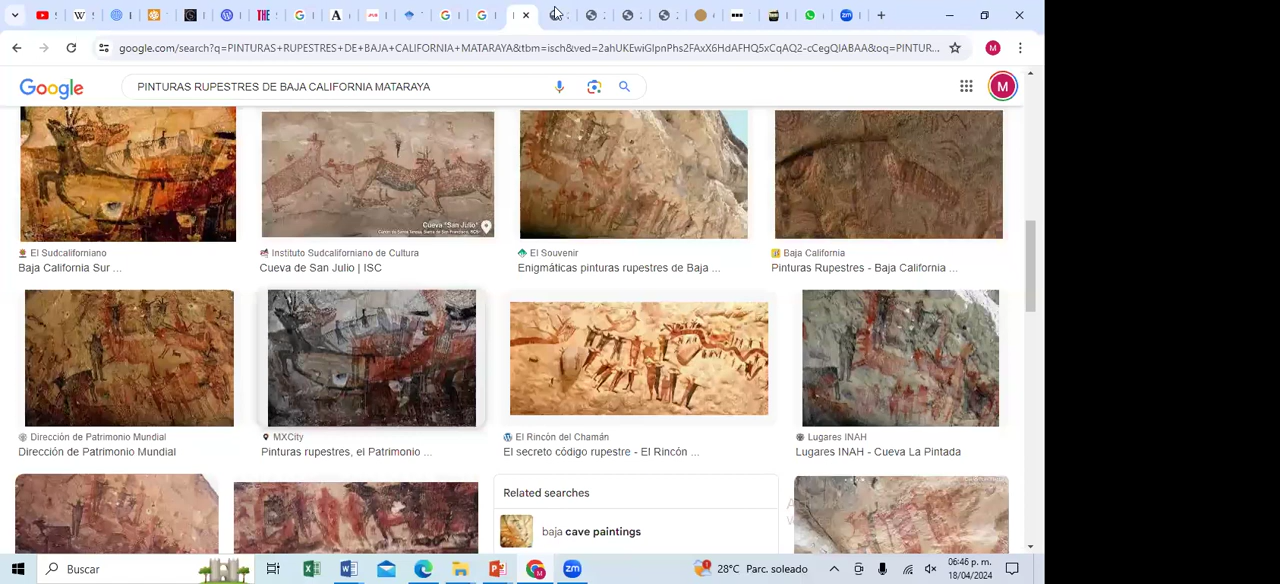 google.com/search?q=PINTURAS+RUPESTRES+DE+BAJA+CALIFORNIA+MATARAYA&tbm=isch&ved=2ahUKEwiGlpnPhs2FAxX6HdAFHQ5xCqAQ2-cCegQIABAA&oq=PINTUR...
M
Google
PINTURAS RUPESTRES DE BAJA CALIFORNIA MATARAYA
M
Cueva "San Julio"
El Sudcaliforniano
Instituto Sudcaliforniano de Cultura
El Souvenir
Baja California
Baja California Sur ...
Cueva de San Julio | ISC
Enigmáticas pinturas rupestres de Baja ...
Pinturas Rupestres - Baja California ...
Dirección de Patrimonio Mundial
MXCity
El Rincón del Chamán
Lugares INAH
Dirección de Patrimonio Mundial
Pinturas rupestres, el Patrimonio ...
El secreto código rupestre - El Rincón ...
Lugares INAH - Cueva La Pintada
Related searches
baja cave paintings
Buscar
28°C Parc. soleado
06:46 p. m.
18/04/2024